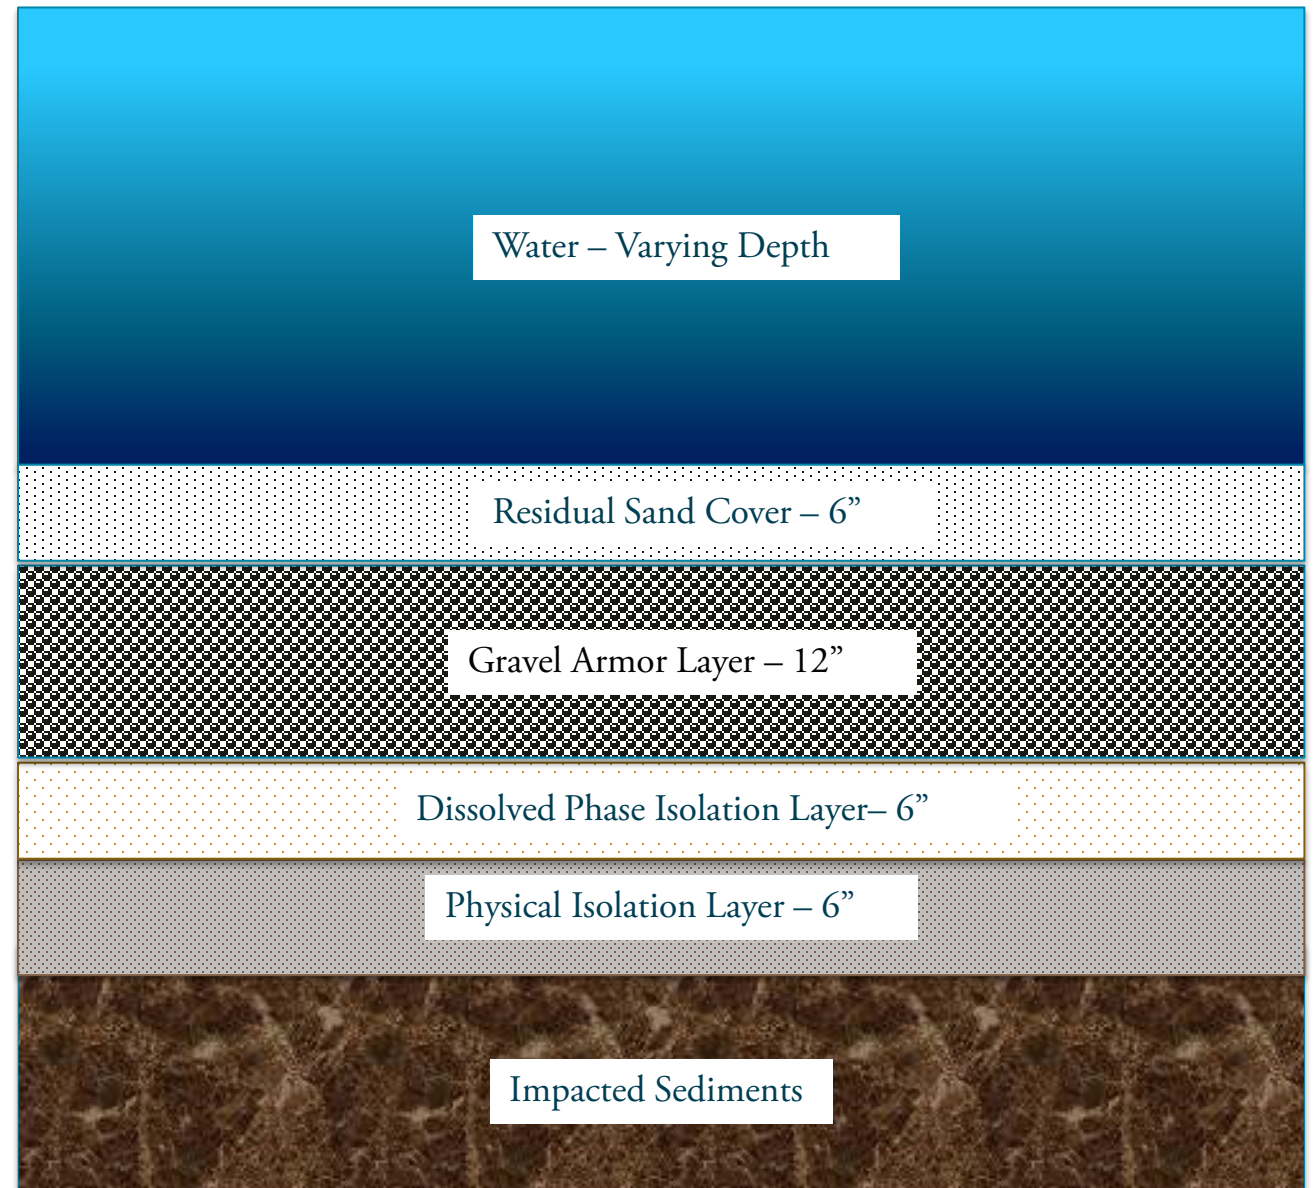 Water – Varying Depth
Residual Sand Cover – 6”
Gravel Armor Layer – 12”
Dissolved Phase Isolation Layer– 6”
Physical Isolation Layer – 6”
Impacted Sediments